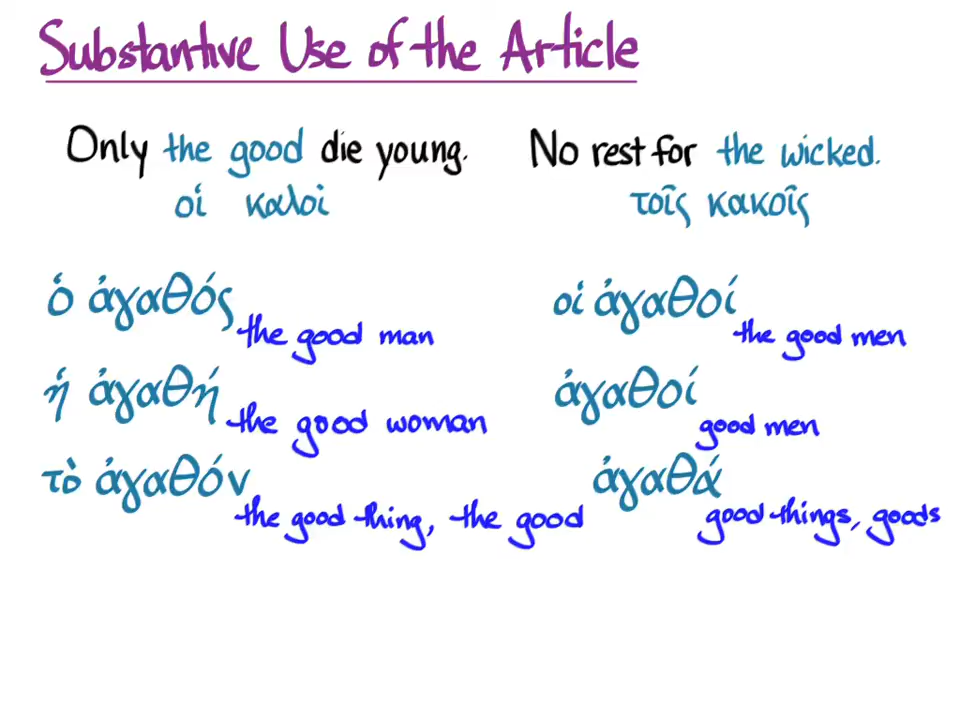 Substantive Use of the Article
Only the good die young.
οἱ καλοὶ
No rest for the wicked.
τοῖς κακοῖς
ὁ ἀγαθός
the good man
ἡ ἀγαθή
the good woman
τὸ ἀγαθόν
the good thing, the good
οἱ ἀγαθοί
the good men
ἀγαθοί
good men
ἀγαθά
good things, goods